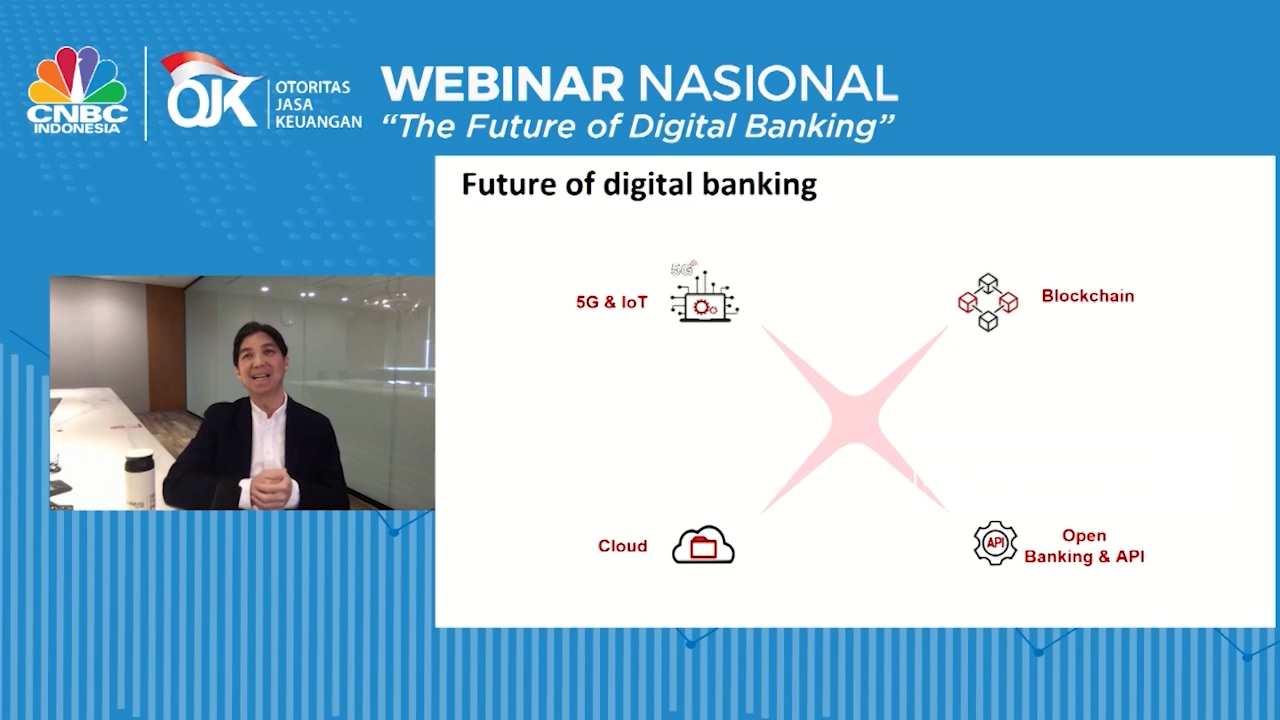 CNBC
INDONESIA
OJK
OTORITAS
JASA
KEUANGAN
WEBINAR NASIONAL
“The Future of Digital Banking”
Future of digital banking
5G
5G & IoT
Blockchain
Cloud
API
Open
Banking & API